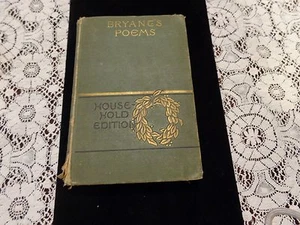 BRYANT'S
POEMS
HOUSE-
HOLD
EDITION